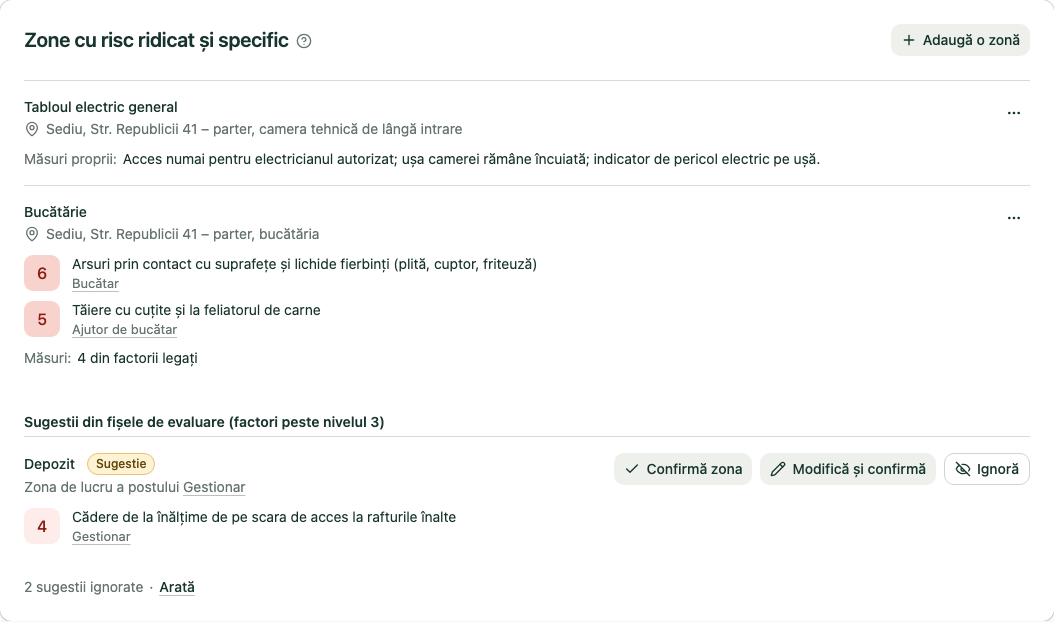 Zone cu risc ridicat și specific
Adaugă o zonă
Tabloul electric general
Sediu, Str. Republicii 41 – parter, camera tehnică de lângă intrare
Măsuri proprii: Acces numai pentru electricianul autorizat; ușa camerei rămâne încuiată; indicator de pericol electric pe ușă.
Bucătărie
Sediu, Str. Republicii 41 – parter, bucătăria
6 Arsuri prin contact cu suprafețe și lichide fierbinți (plită, cuptor, friteuză)
Bucătar
5 Tăiere cu cuțite și la feliatorul de carne
Ajutor de bucătar
Măsuri: 4 din factorii legați
Sugestii din fișele de evaluare (factori peste nivelul 3)
Depozit Sugestie
Confirmă zona Modifică și confirmă Ignoră
Zona de lucru a postului Gestionar
4 Cădere de la înălțime de pe scara de acces la rafturile înalte
Gestionar
2 sugestii ignorate · Arată